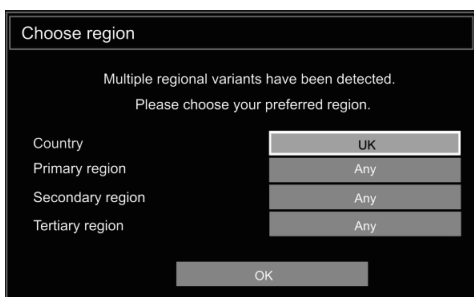 Choose region
Multiple regional variants have been detected.
Please choose your preferred region.
Country UK
Primary region Any
Secondary region Any
Tertiary region Any
OK